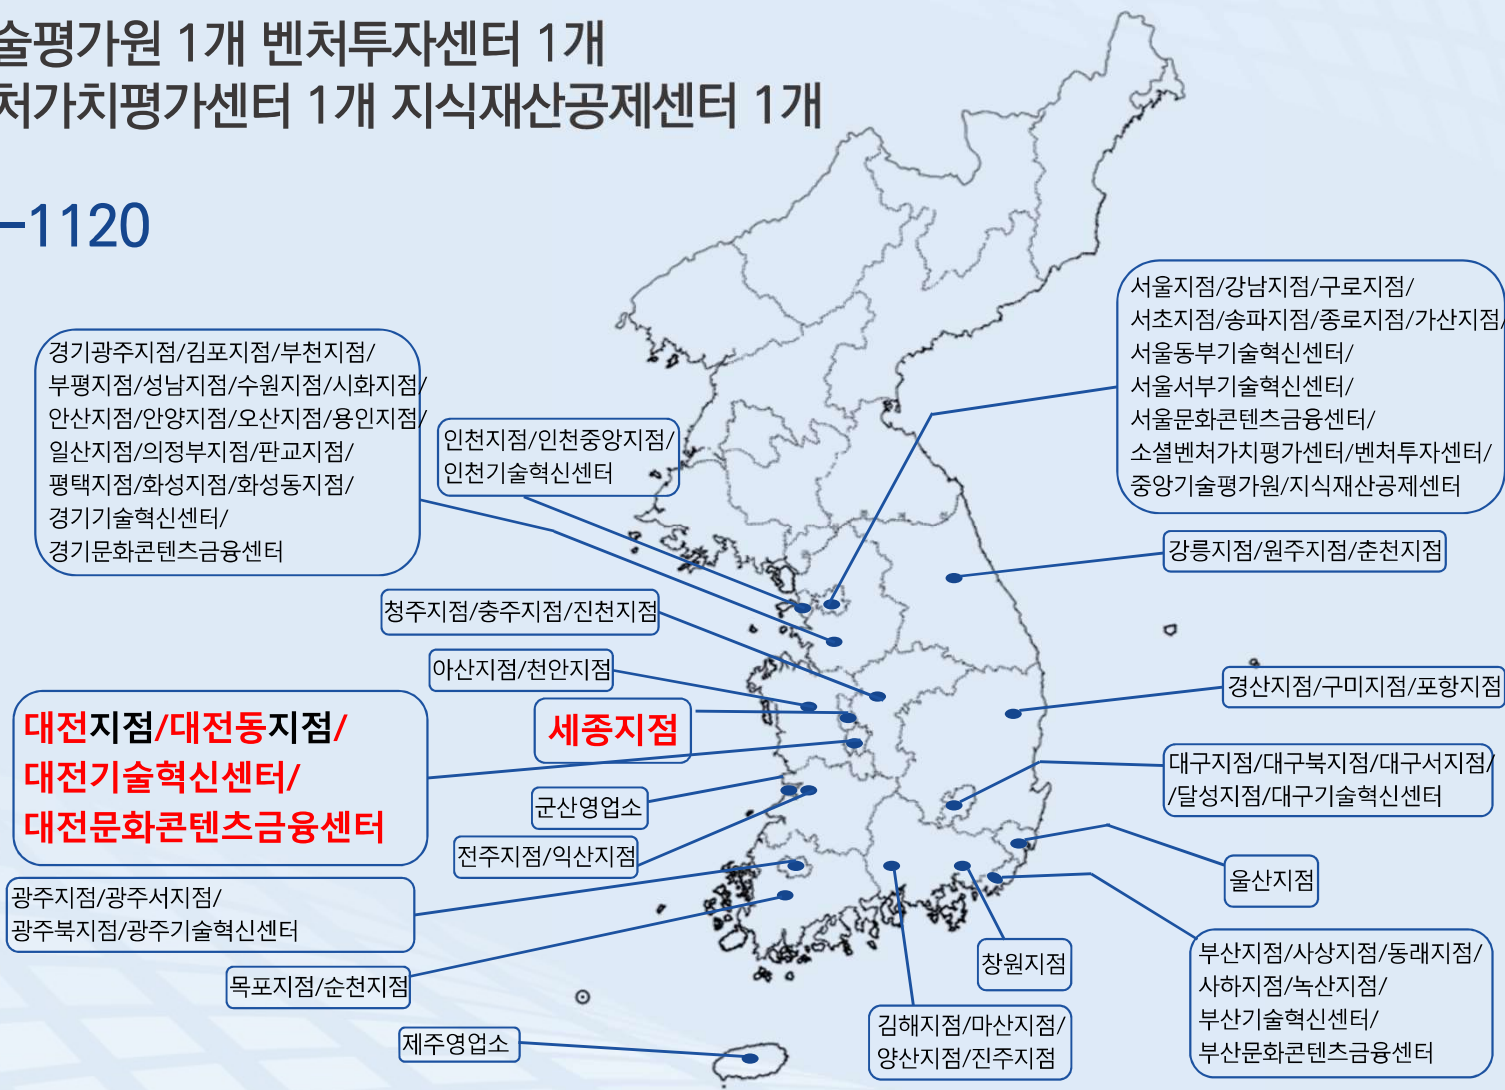 술평가원 1개 벤처투자센터 1개
처가치평가센터 1개 지식재산공제센터 1개
-1120
서울지점/강남지점/구로지점/
서초지점/송파지점/종로지점/가산지점/
서울동부기술혁신센터/
서울서부기술혁신센터/
서울문화콘텐츠금융센터/
소셜벤처가치평가센터/벤처투자센터/
중앙기술평가원/지식재산공제센터
경기광주지점/김포지점/부천지점/
부평지점/성남지점/수원지점/시화지점/
안산지점/안양지점/오산지점/용인지점/
일산지점/의정부지점/판교지점/
평택지점/화성지점/화성동지점/
경기기술혁신센터/
경기문화콘텐츠금융센터
인천지점/인천중앙지점/
인천기술혁신센터
강릉지점/원주지점/춘천지점
청주지점/충주지점/진천지점
아산지점/천안지점
경산지점/구미지점/포항지점
대전지점/대전동지점/
대전기술혁신센터/
대전문화콘텐츠금융센터
세종지점
대구지점/대구북지점/대구서지점/
/달성지점/대구기술혁신센터
군산영업소
전주지점/익산지점
울산지점
광주지점/광주서지점/
광주북지점/광주기술혁신센터
목포지점/순천지점
창원지점
부산지점/사상지점/동래지점/
사하지점/녹산지점/
부산기술혁신센터/
부산문화콘텐츠금융센터
김해지점/마산지점/
양산지점/진주지점
제주영업소